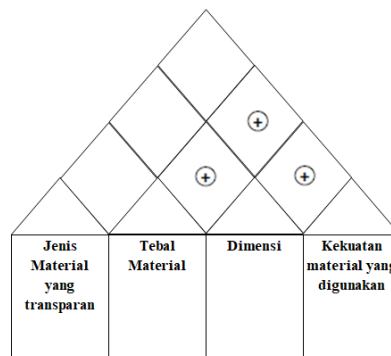 +
+
+
Jenis
Material
yang
transparan
Tebal
Material
Dimensi
Kekuatan
material yang
digunakan